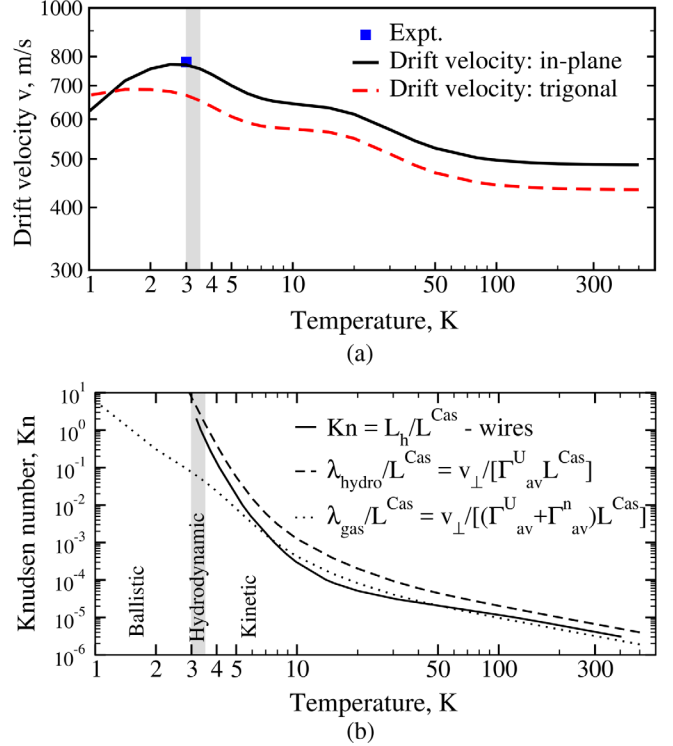 800
700
600
500
400
300
Drift velocity v, m/s
Expt.
Drift velocity: in-plane
Drift velocity: trigonal
1 2 3 4 5 10 50 100 300
Temperature, K
(a)
10^1
10^0
10^-1
10^-2
10^-3
10^-4
10^-5
10^-6
Knudsen number, Kn
Kn = L_h/L^Cas - wires
λ_hydro/L^Cas = v_⊥/[Γ^U_av L^Cas]
λ_gas/L^Cas = v_⊥/[(Γ^U_av+Γ^n_av)L^Cas]
Ballistic
Hydrodynamic
Kinetic
1 2 3 4 5 10 50 100 300
Temperature, K
(b)